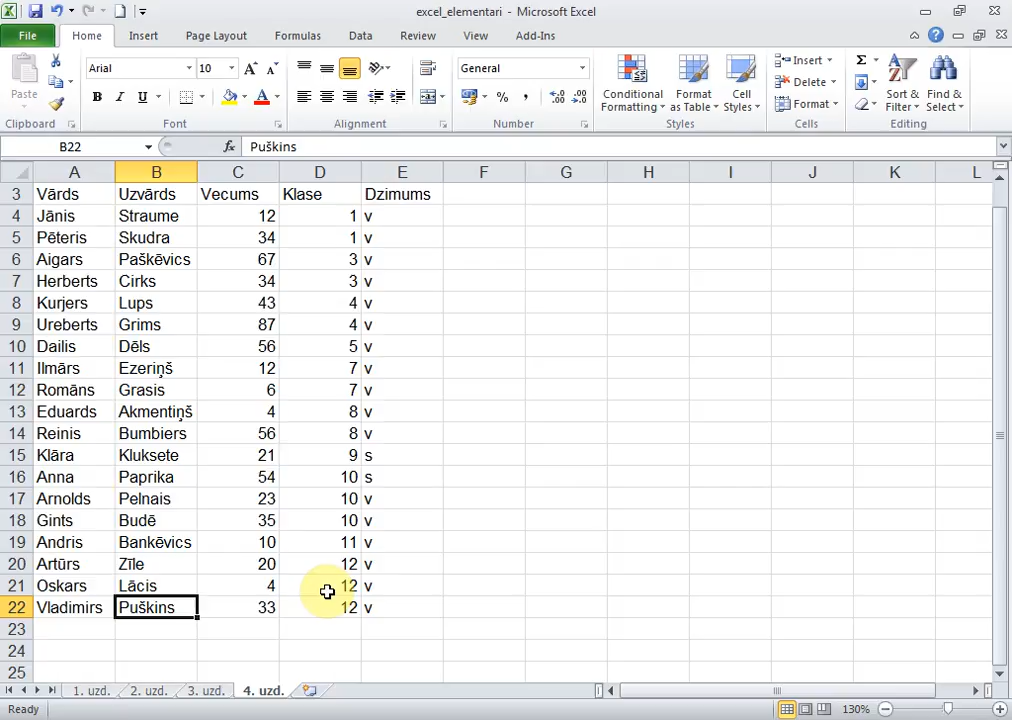 excel_elementari - Microsoft Excel
File Home Insert Page Layout Formulas Data Review View Add-Ins
Arial 10 General
Paste
B I U
Conditional Formatting
Format as Table
Cell Styles
Insert
Delete
Format
Sort & Filter
Find & Select
Clipboard Font Alignment Number Styles Cells Editing
B22 fx Puškins
A B C D E F G H I J K L
3 Vārds Uzvārds Vecums Klase Dzimums
4 Jānis Straume 12 1 v
5 Pēteris Skudra 34 1 v
6 Aigars Paškēvics 67 3 v
7 Herberts Cirks 34 3 v
8 Kurjers Lups 43 4 v
9 Ureberts Grims 87 4 v
10 Dailis Dēls 56 5 v
11 Ilmārs Ezeriņš 12 7 v
12 Romāns Grasis 6 7 v
13 Eduards Akmentiņš 4 8 v
14 Reinis Bumbiers 56 8 v
15 Klāra Kluksete 21 9 s
16 Anna Paprika 54 10 s
17 Arnolds Pelnais 23 10 v
18 Gints Budē 35 10 v
19 Andris Bankēvics 10 11 v
20 Artūrs Zīle 20 12 v
21 Oskars Lācis 4 12 v
22 Vladimirs Puškins 33 12 v
23
24
25
1. uzd. 2. uzd. 3. uzd. 4. uzd.
Ready 130%